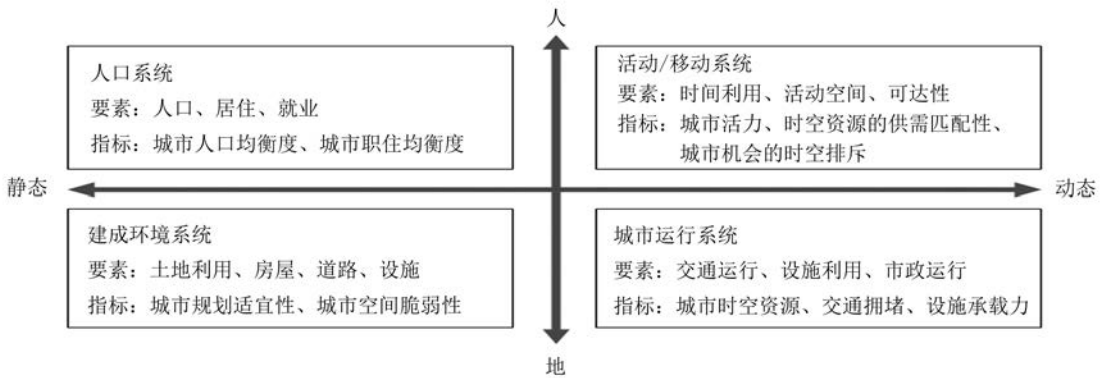 人
人口系统
要素：人口、居住、就业
指标：城市人口均衡度、城市职住均衡度
活动/移动系统
要素：时间利用、活动空间、可达性
指标：城市活力、时空资源的供需匹配性、
城市机会的时空排斥
静态
动态
建成环境系统
要素：土地利用、房屋、道路、设施
指标：城市规划适宜性、城市空间脆弱性
城市运行系统
要素：交通运行、设施利用、市政运行
指标：城市时空资源、交通拥堵、设施承载力
地